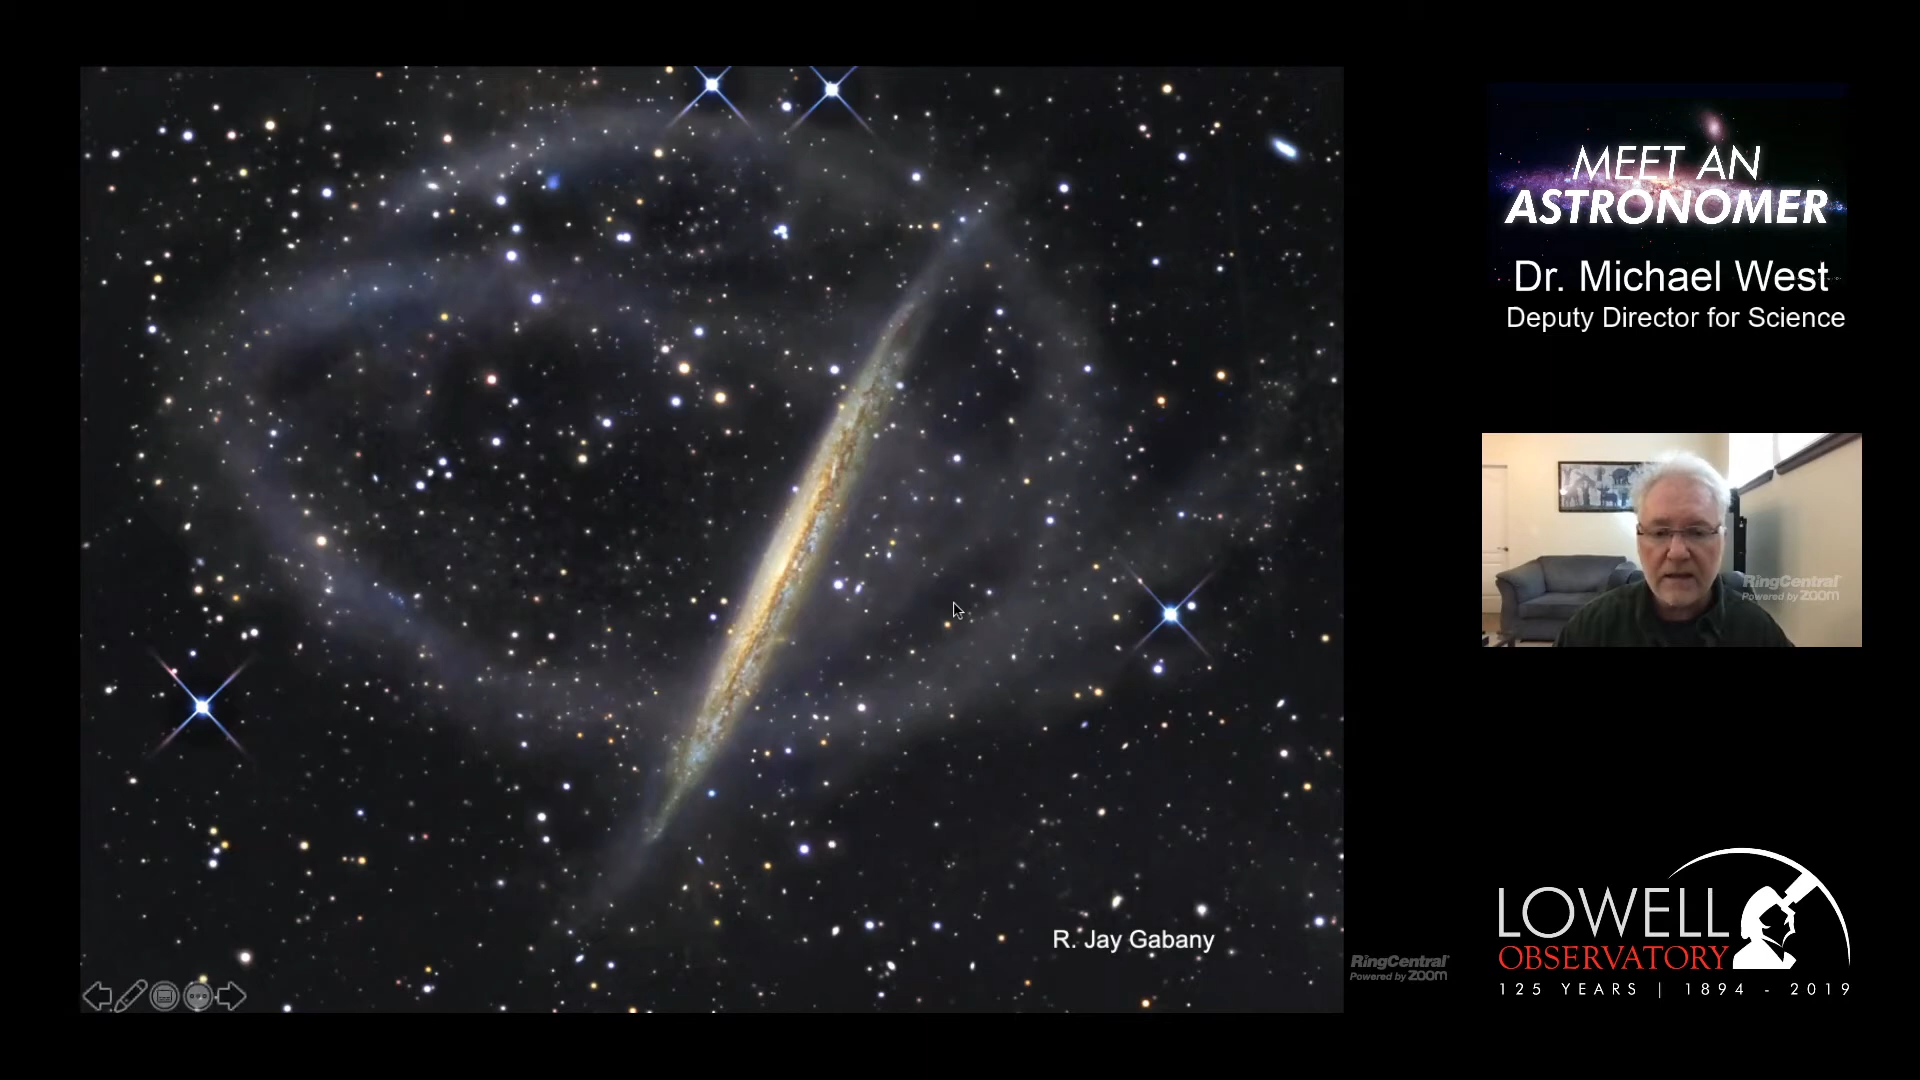 MEET AN
ASTRONOMER
Dr. Michael West
Deputy Director for Science
RingCentral
Powered by ZOOM
R. Jay Gabany
RingCentral
Powered by ZOOM
LOWELL
OBSERVATORY
125 YEARS | 1894 - 2019